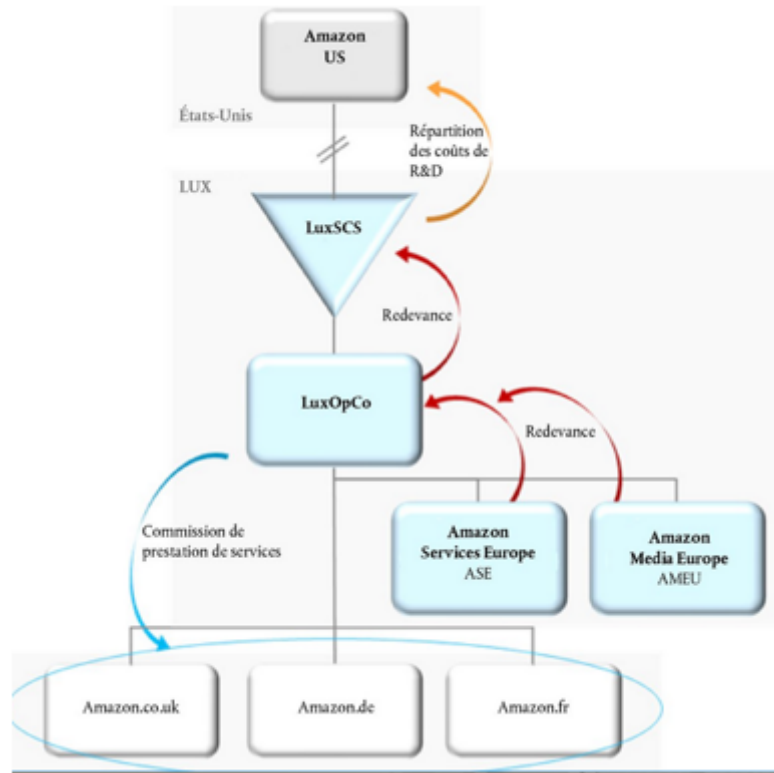 Amazon
US
États-Unis
Répartition
des coûts de
R&D
LUX
LuxSCS
Redevance
LuxOpCo
Redevance
Commission de
prestation de services
Amazon
Services Europe
ASE
Amazon
Media Europe
AMEU
Amazon.co.uk
Amazon.de
Amazon.fr